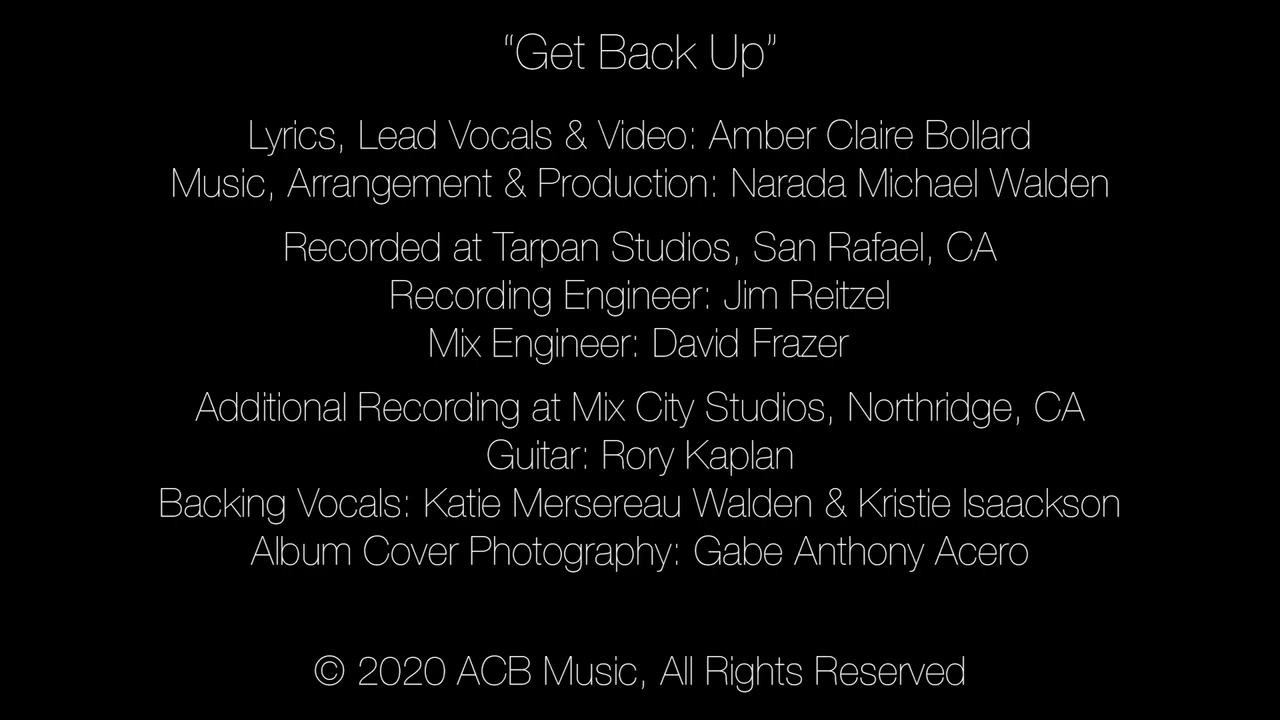 “Get Back Up”
Lyrics, Lead Vocals & Video: Amber Claire Bollard
Music, Arrangement & Production: Narada Michael Walden
Recorded at Tarpan Studios, San Rafael, CA
Recording Engineer: Jim Reitzel
Mix Engineer: David Frazer
Additional Recording at Mix City Studios, Northridge, CA
Guitar: Rory Kaplan
Backing Vocals: Katie Mersereau Walden & Kristie Isaackson
Album Cover Photography: Gabe Anthony Acero
© 2020 ACB Music, All Rights Reserved